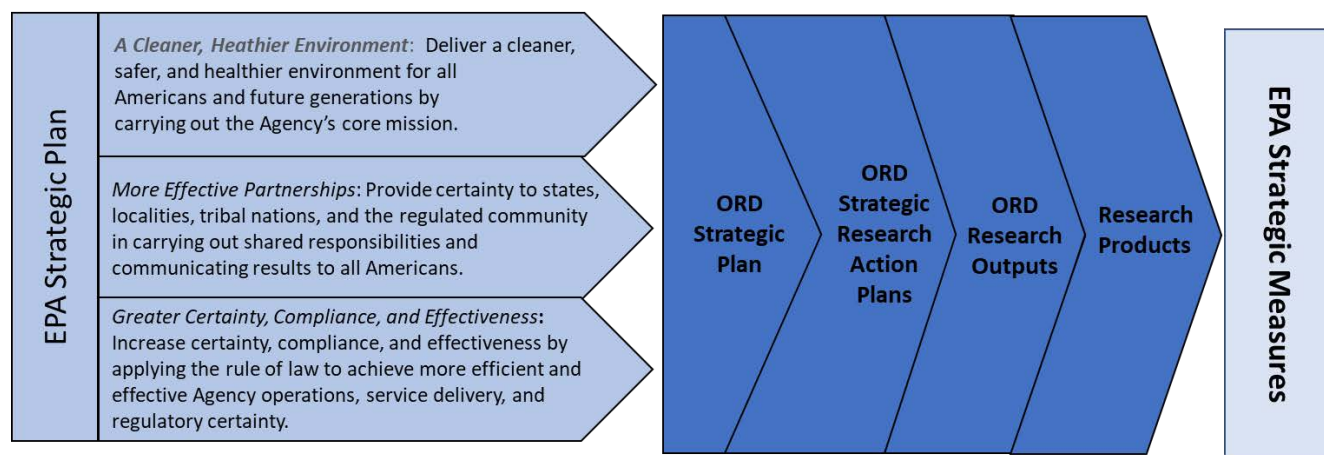 EPA Strategic Plan
A Cleaner, Heathier Environment: Deliver a cleaner,
safer, and healthier environment for all
Americans and future generations by
carrying out the Agency’s core mission.
More Effective Partnerships: Provide certainty to states,
localities, tribal nations, and the regulated community
in carrying out shared responsibilities and
communicating results to all Americans.
Greater Certainty, Compliance, and Effectiveness:
Increase certainty, compliance, and effectiveness by
applying the rule of law to achieve more efficient and
effective Agency operations, service delivery, and
regulatory certainty.
ORD
Strategic
Plan
ORD
Strategic
Research
Action
Plans
ORD
Research
Outputs
Research
Products
EPA Strategic Measures